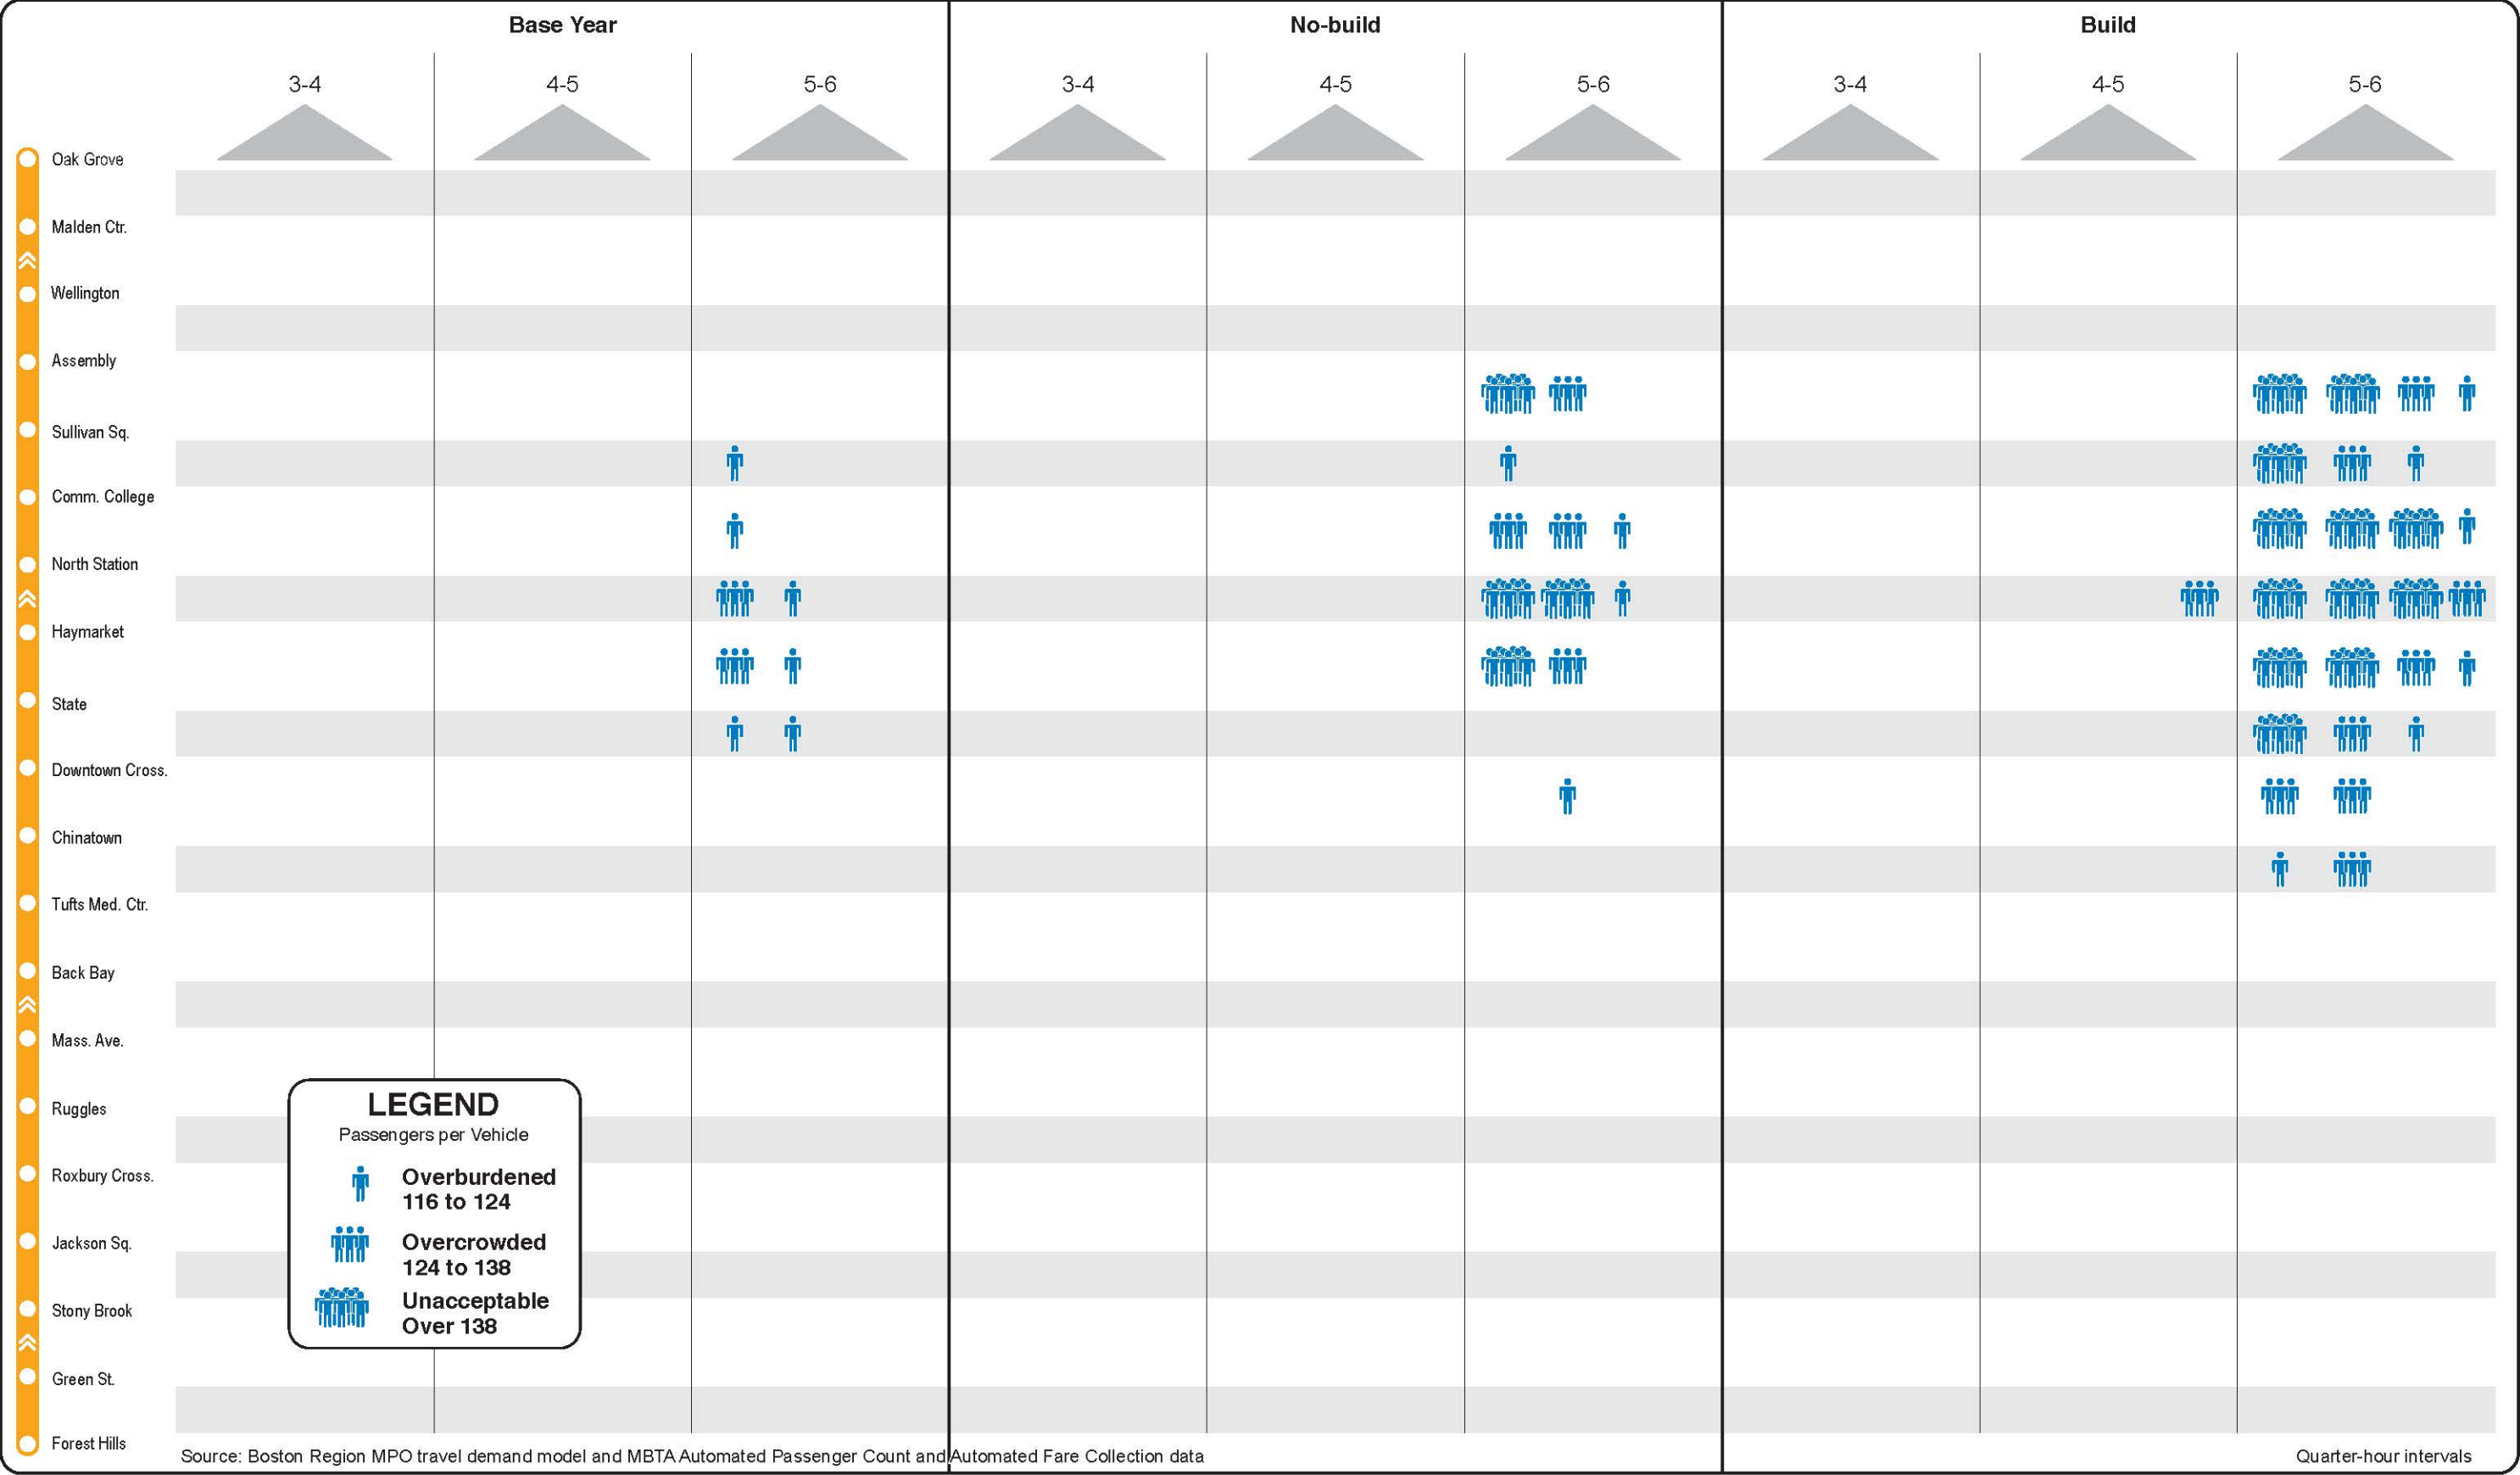 Base Year
No-build
Build
3-4
4-5
5-6
3-4
4-5
5-6
3-4
4-5
5-6
Oak Grove
Malden Ctr.
Wellington
Assembly
Sullivan Sq.
Comm. College
North Station
Haymarket
State
Downtown Cross.
Chinatown
Tufts Med. Ctr.
Back Bay
Mass. Ave.
Ruggles
Roxbury Cross.
Jackson Sq.
Stony Brook
Green St.
Forest Hills
LEGEND
Passengers per Vehicle
Overburdened
116 to 124
Overcrowded
124 to 138
Unacceptable
Over 138
Source: Boston Region MPO travel demand model and MBTA Automated Passenger Count and Automated Fare Collection data
Quarter-hour intervals